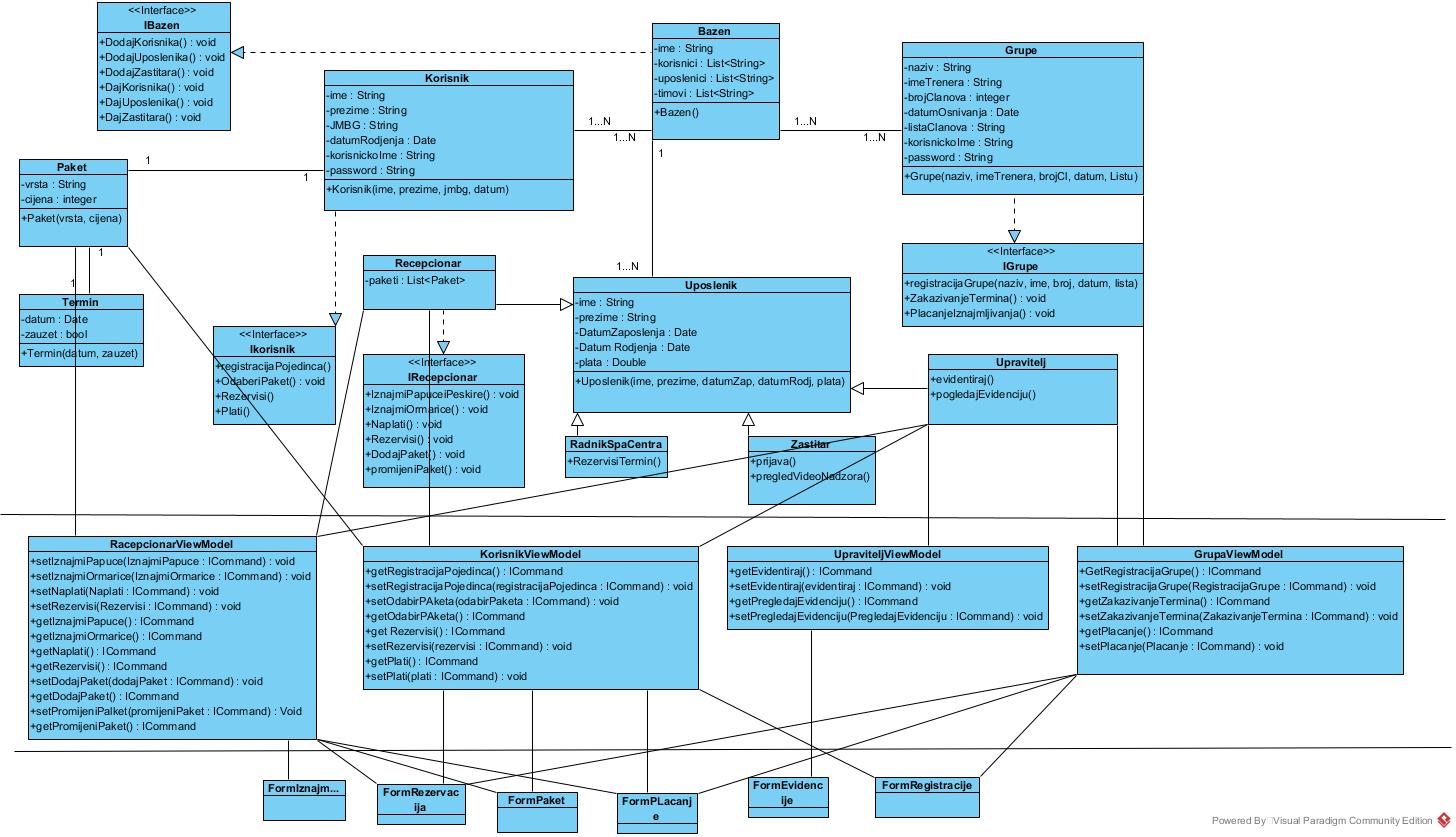 <<Interface>>
IBazen
+DodajKorisnika() : void
+DodajUposlenika() : void
+DodajZastitara() : void
+DajKorisnika() : void
+DajUposlenika() : void
+DajZastitara() : void
Bazen
-ime : String
-korisnici : List<String>
-uposlenici : List<String>
-timovi : List<String>
+Bazen()
Grupe
-naziv : String
-imeTrenera : String
-brojClanova : integer
-datumOsnivanja : Date
-listaClanova : String
-korisnickoIme : String
-password : String
+Grupe(naziv, imeTrenera, brojCl, datum, Listu)
Korisnik
-ime : String
-prezime : String
-JMBG : String
-datumRodjenja : Date
-korisnickoIme : String
-password : String
+Korisnik(ime, prezime, jmbg, datum)
1...N
1...N
1...N
1...N
1
1
1
1...N
Paket
-vrsta : String
-cijena : integer
+Paket(vrsta, cijena)
1
1
Termin
-datum : Date
-zauzet : bool
+Termin(datum, zauzet)
<<Interface>>
Ikorisnik
+registracijaPojedinca()
+OdaberiPaket() : void
+Rezervisi()
+Plati()
Recepcionar
-paketi : List<Paket>
<<Interface>>
IRecepcionar
+IznajmiPapuceiPeskire() : void
+IznajmiOrmarice() : void
+Naplati() : void
+Rezervisi() : void
+DodajPaket() : void
+promijeniPaket() : void
Uposlenik
-ime : String
-prezime : String
-DatumZaposlenja : Date
-Datum Rodjenja : Date
-plata : Double
+Uposlenik(ime, prezime, datumZap, datumRodj, plata)
<<Interface>>
IGrupe
+registracijaGrupe(naziv, ime, broj, datum, lista)
+ZakazivanjeTermina() : void
+PlacanjeIznajmljivanja() : void
Upravitelj
+evidentiraj()
+pogledajEvidenciju()
RadnikSpaCentra
+RezervisiTermin()
Zastitar
+prijava()
+pregledVideoNadzora()
RacepcionarViewModel
+setIznajmiPapuce(IznajmiPapuce : ICommand) : void
+setIznajmiOrmarice(IznajmiOrmarice : ICommand) : void
+setNaplati(Naplati : ICommand) : void
+setRezervisi(Rezervisi : ICommand) : void
+getIznajmiPapuce() : ICommand
+getIznajmiOrmarice() : ICommand
+getNaplati() : ICommand
+getRezervisi() : ICommand
+setDodajPaket(dodajPaket : ICommand) : void
+getDodajPaket() : ICommand
+setPromijeniPalket(promijeniPaket : ICommand) : Void
+getPromijeniPaket() : ICommand
KorisnikViewModel
+getRegistracijaPojedinca() : ICommand
+setRegistracijaPojedinca(registracijaPojedinca : ICommand) : void
+setOdabirPAketa(odabirPaketa : ICommand) : void
+getOdabirPAketa() : ICommand
+get Rezervisi() : ICommand
+setRezervisi(rezervisi : ICommand) : void
+getPlati() : ICommand
+setPlati(plati : ICommand) : void
UpraviteljViewModel
+getEvidentiraj() : ICommand
+setEvidentiraj(evidentiraj : ICommand) : void
+getPregledajEvidenciju() : ICommand
+setPregledajEvidenciju(PregledajEvidenciju : ICommand) : void
GrupaViewModel
+GetRegistracijaGrupe() : ICommand
+setRegistracijaGrupe(RegistracijaGrupe : ICommand) : void
+getZakazivanjeTermina() : ICommand
+setZakazivanjeTermina(ZakazivanjeTermina : ICommand) : void
+getPlacanje() : ICommand
+setPlacanje(Placanje : ICommand) : void
FormIznajm...
FormRezervac
ija
FormPaket
FormPLacanj
e
FormEvidenc
ije
FormRegistracije
Powered By Visual Paradigm Community Edition